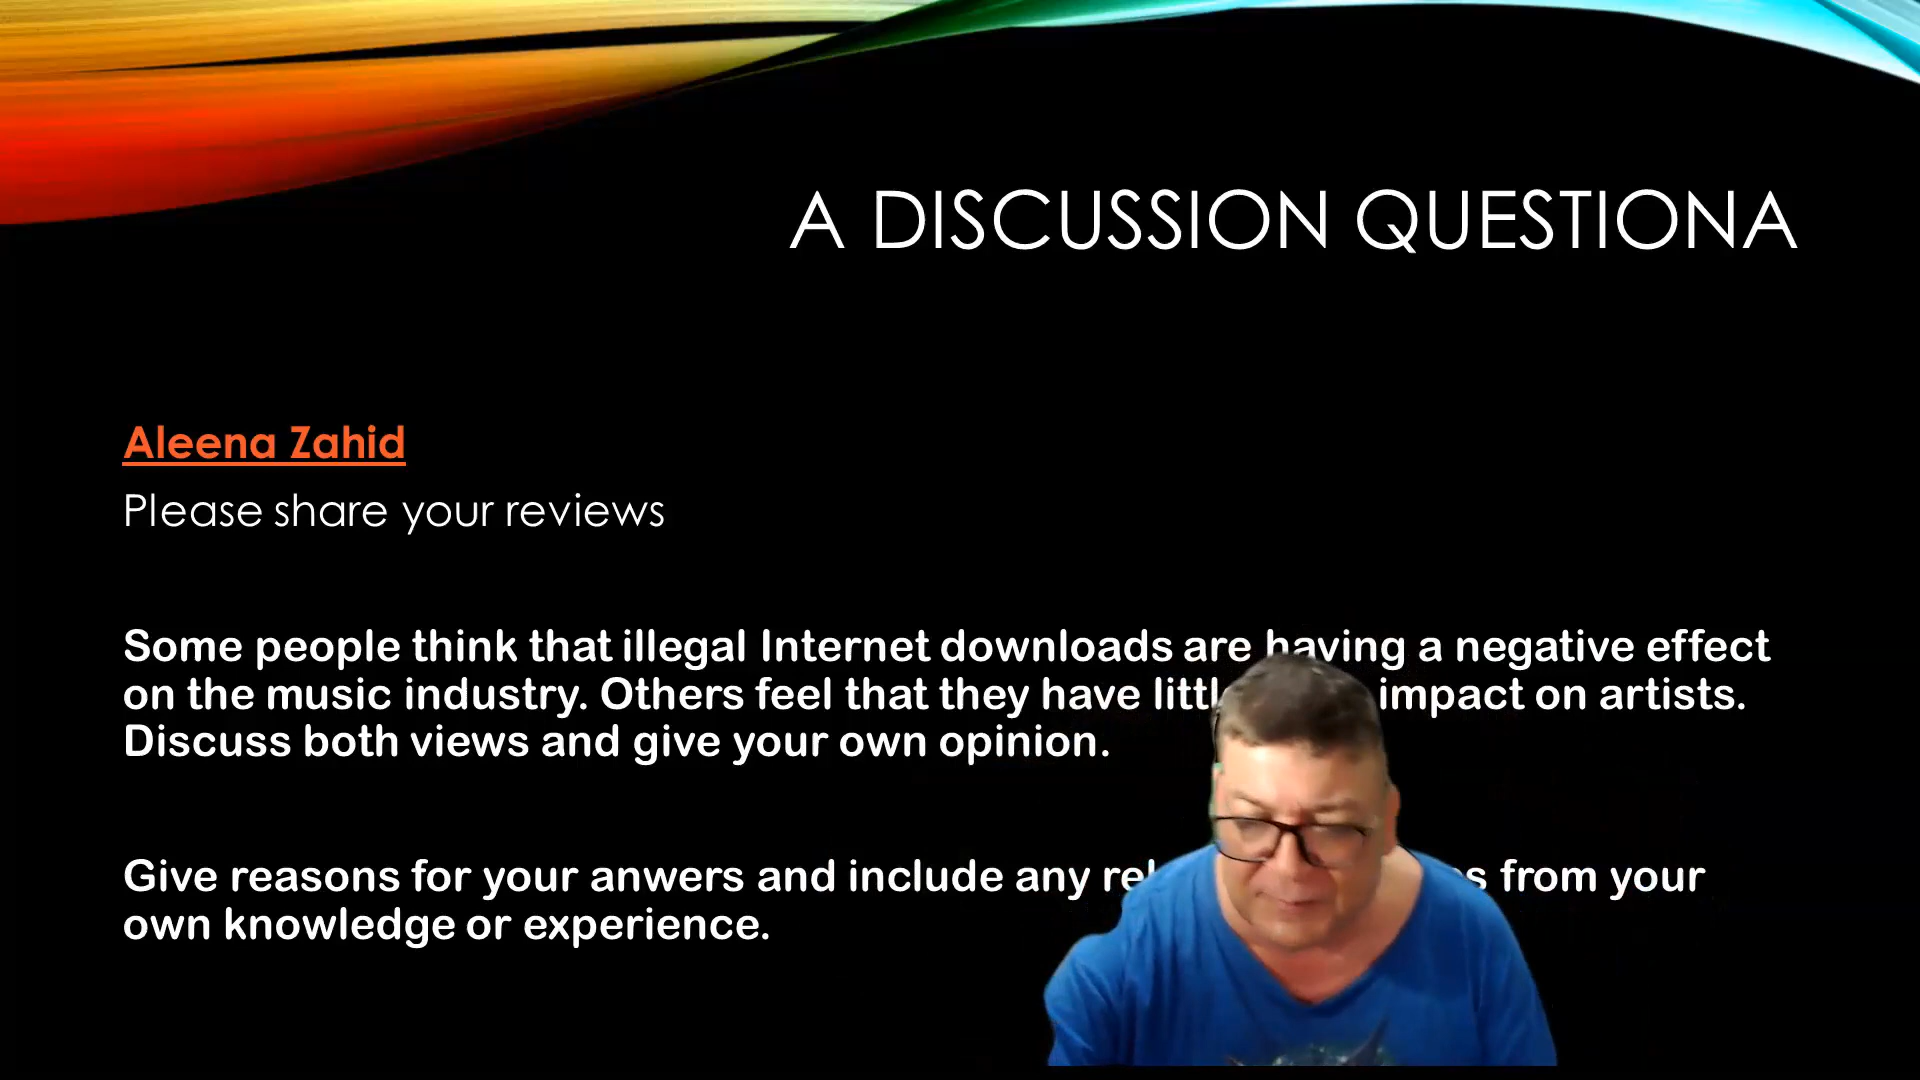 A DISCUSSION QUESTIONA
Aleena Zahid
Please share your reviews
Some people think that illegal Internet downloads are having a negative effect
on the music industry. Others feel that they have impact on artists.
Discuss both views and give your own opinion.
Give reasons for your anwers and include any from your
own knowledge or experience.